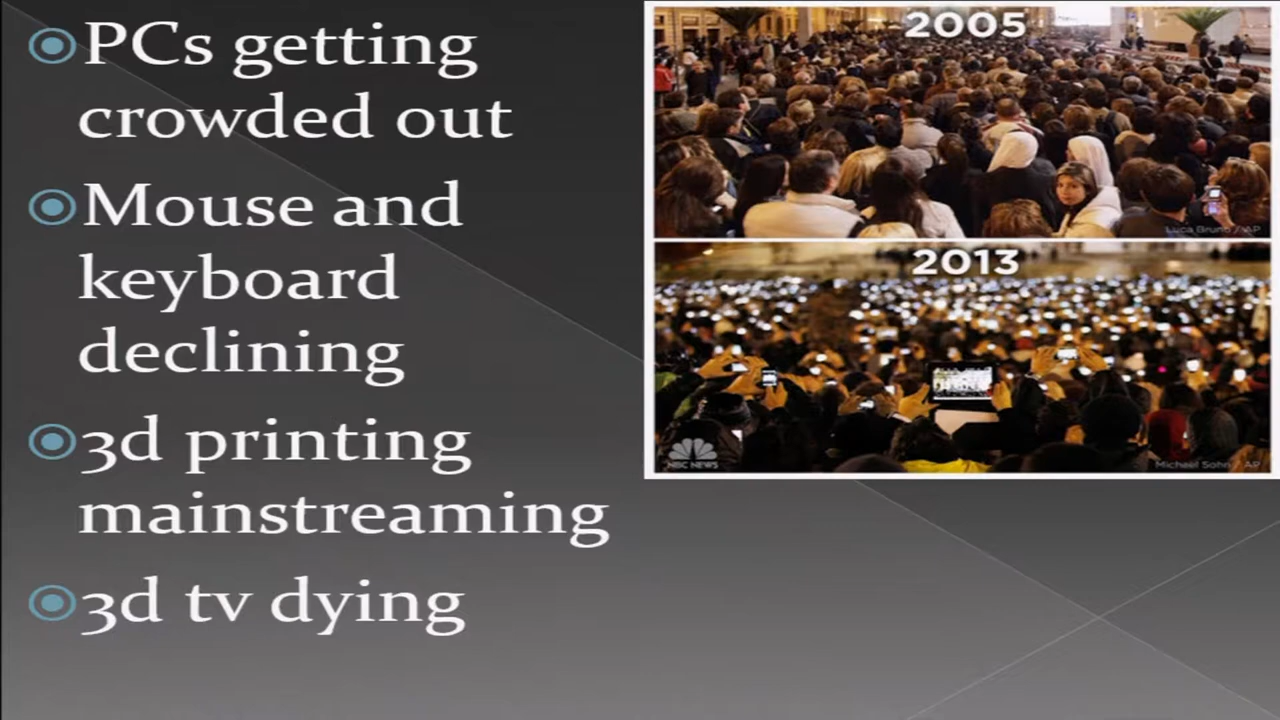 PCs getting
crowded out
Mouse and
keyboard
declining
3d printing
mainstreaming
3d tv dying
2005
Luca Bruno / AP
2013
NBC NEWS
Michael Sohn / AP